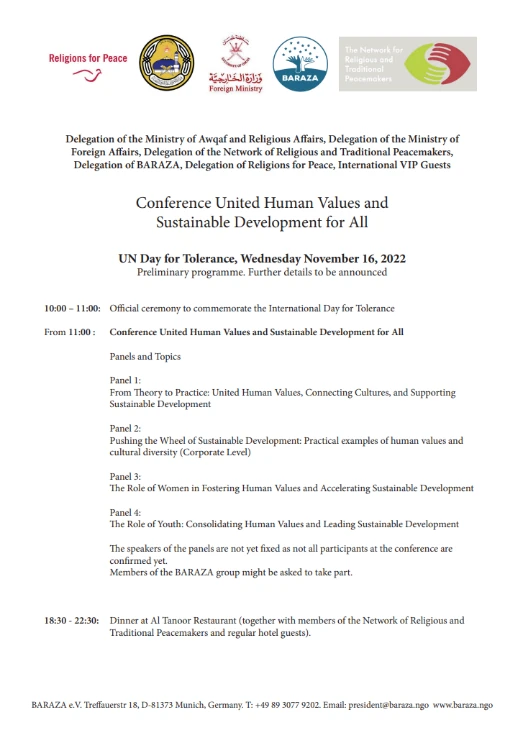 Religions for Peace
وزارة الخارجية
Foreign Ministry
BARAZA
The Network for
Religious and
Traditional
Peacemakers
Delegation of the Ministry of Awqaf and Religious Affairs, Delegation of the Ministry of
Foreign Affairs, Delegation of the Network of Religious and Traditional Peacemakers,
Delegation of BARAZA, Delegation of Religions for Peace, International VIP Guests
Conference United Human Values and
Sustainable Development for All
UN Day for Tolerance, Wednesday November 16, 2022
Preliminary programme. Further details to be announced
10:00 – 11:00: Official ceremony to commemorate the International Day for Tolerance
From 11:00 : Conference United Human Values and Sustainable Development for All
Panels and Topics
Panel 1:
From Theory to Practice: United Human Values, Connecting Cultures, and Supporting
Sustainable Development
Panel 2:
Pushing the Wheel of Sustainable Development: Practical examples of human values and
cultural diversity (Corporate Level)
Panel 3:
The Role of Women in Fostering Human Values and Accelerating Sustainable Development
Panel 4:
The Role of Youth: Consolidating Human Values and Leading Sustainable Development
The speakers of the panels are not yet fixed as not all participants at the conference are
confirmed yet.
Members of the BARAZA group might be asked to take part.
18:30 - 22:30: Dinner at Al Tanoor Restaurant (together with members of the Network of Religious and
Traditional Peacemakers and regular hotel guests).
BARAZA e.V. Treffauerstr 18, D-81373 Munich, Germany. T: +49 89 3077 9202. Email: president@baraza.ngo www.baraza.ngo